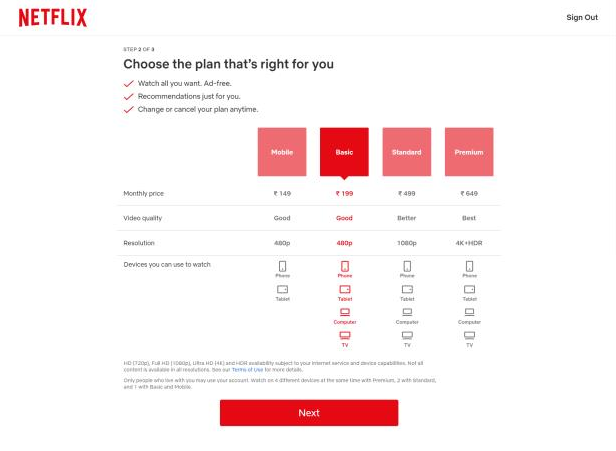 NETFLIX
Sign Out
STEP 2 OF 3
Choose the plan that's right for you
Watch all you want. Ad-free.
Recommendations just for you.
Change or cancel your plan anytime.
Mobile Basic Standard Premium
Monthly price ₹ 149 ₹ 199 ₹ 499 ₹ 649
Video quality Good Good Better Best
Resolution 480p 480p 1080p 4K+HDR
Devices you can use to watch
Phone Phone Phone Phone
Tablet Tablet Tablet Tablet
Computer Computer Computer
TV TV TV
HD (720p), Full HD (1080p), Ultra HD (4K) and HDR availability subject to your internet service and device capabilities. Not all
content is available in all resolutions. See our Terms of Use for more details.
Only people who live with you may use your account. Watch on 4 different devices at the same time with Premium, 2 with Standard,
and 1 with Basic and Mobile.
Next